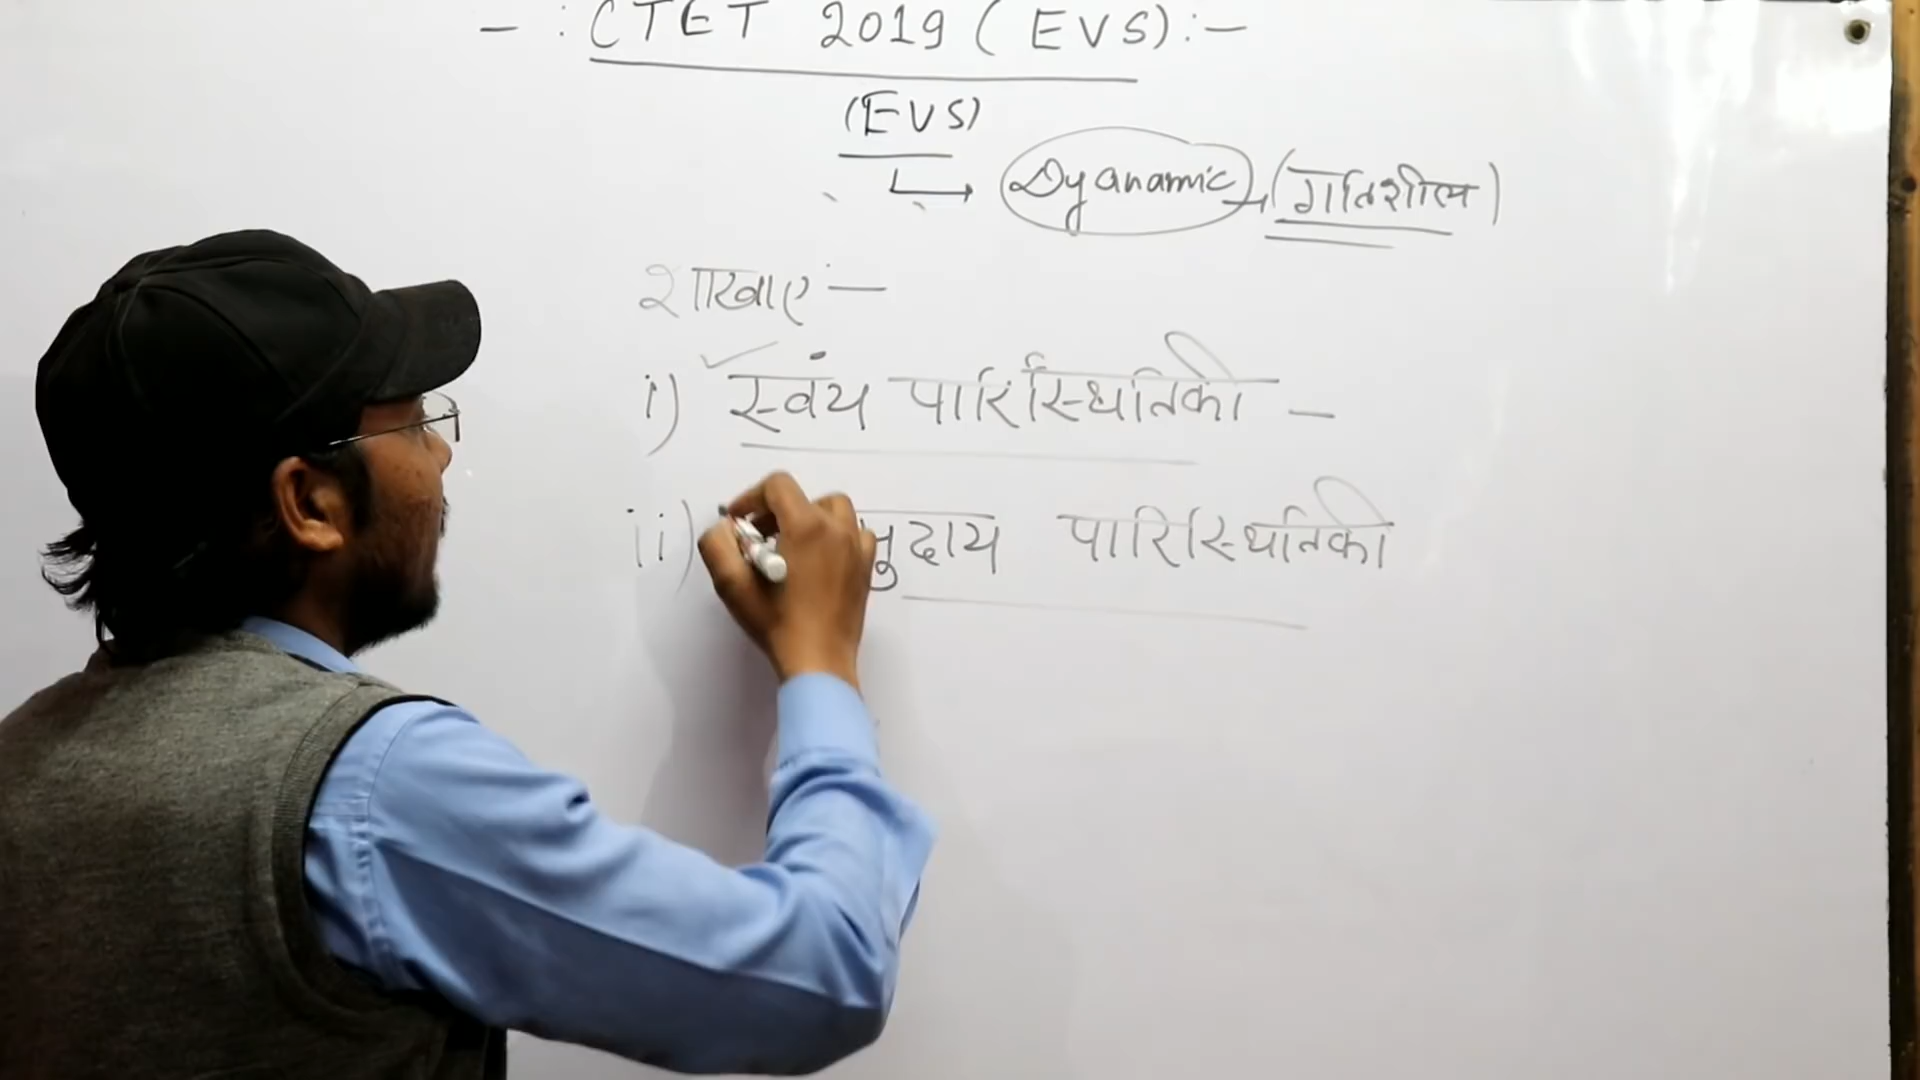 - : CTET 2019 ( EVS) :-
(EVS)
Dyanamic → (गतिशील)
शाखाएं —
i) स्वंय पारिस्थितिकी —
ii) पारिस्थितिकी